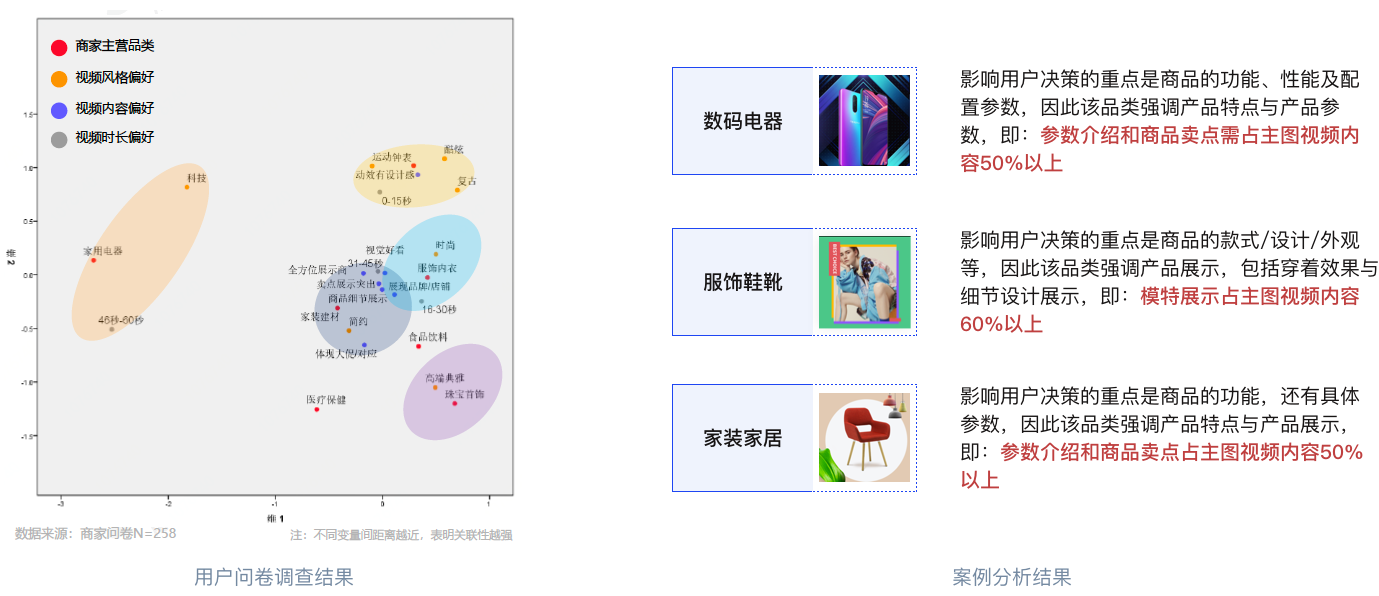 商家主营品类
视频风格偏好
视频内容偏好
视频时长偏好
1.5
1.0
0.5
0.0
-0.5
-1.0
-1.5
维 2
科技
家用电器
46秒-60秒
运动钟表
酷炫
动效有设计感
复古
0-15秒
视觉好看
时尚
31-45秒
全方位展示商
服饰内衣
卖点展示突出
展现品牌/店铺
商品细节展示
16-30秒
家装建材
简约
食品饮料
体现大促/对应
高端典雅
珠宝首饰
医疗保健
-3
-2
-1
0
1
维 1
数据来源：商家问卷N=258
注：不同变量间距离越近，表明关联性越强
用户问卷调查结果
数码电器
影响用户决策的重点是商品的功能、性能及配
置参数，因此该品类强调产品特点与产品参
数，即：参数介绍和商品卖点需占主图视频内
容50%以上
服饰鞋靴
BEST CHOICE
影响用户决策的重点是商品的款式/设计/外观
等，因此该品类强调产品展示，包括穿着效果与
细节设计展示，即：模特展示占主图视频内容
60%以上
家装家居
影响用户决策的重点是商品的功能，还有具体
参数，因此该品类强调产品特点与产品展示，
即：参数介绍和商品卖点占主图视频内容50%
以上
案例分析结果